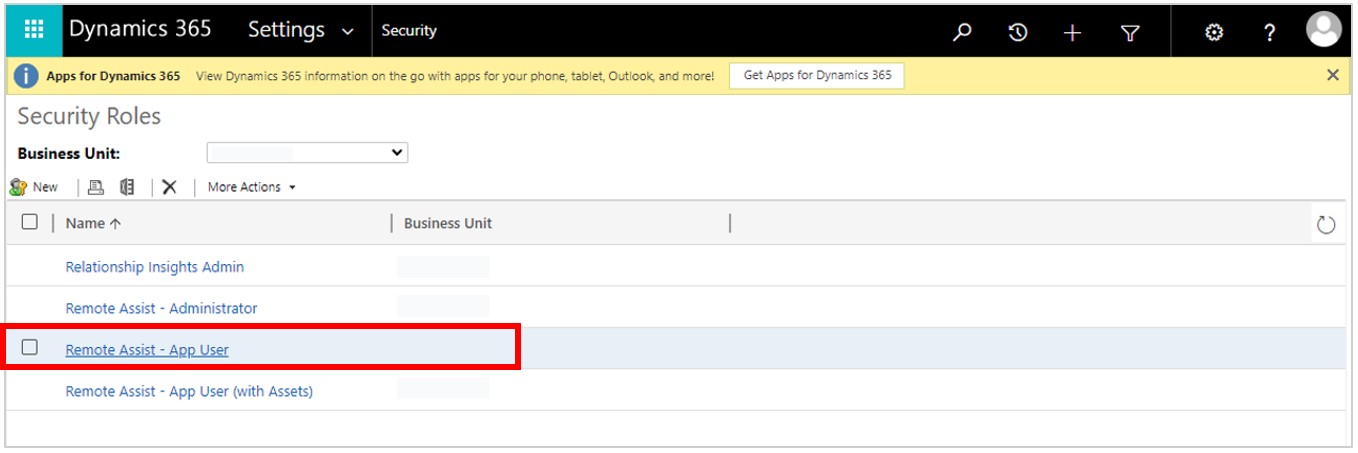 Dynamics 365 Settings Security ?
Apps for Dynamics 365 View Dynamics 365 information on the go with apps for your phone, tablet, Outlook, and more! Get Apps for Dynamics 365
Security Roles
Business Unit:
New More Actions
Name Business Unit
Relationship Insights Admin
Remote Assist - Administrator
Remote Assist - App User
Remote Assist - App User (with Assets)